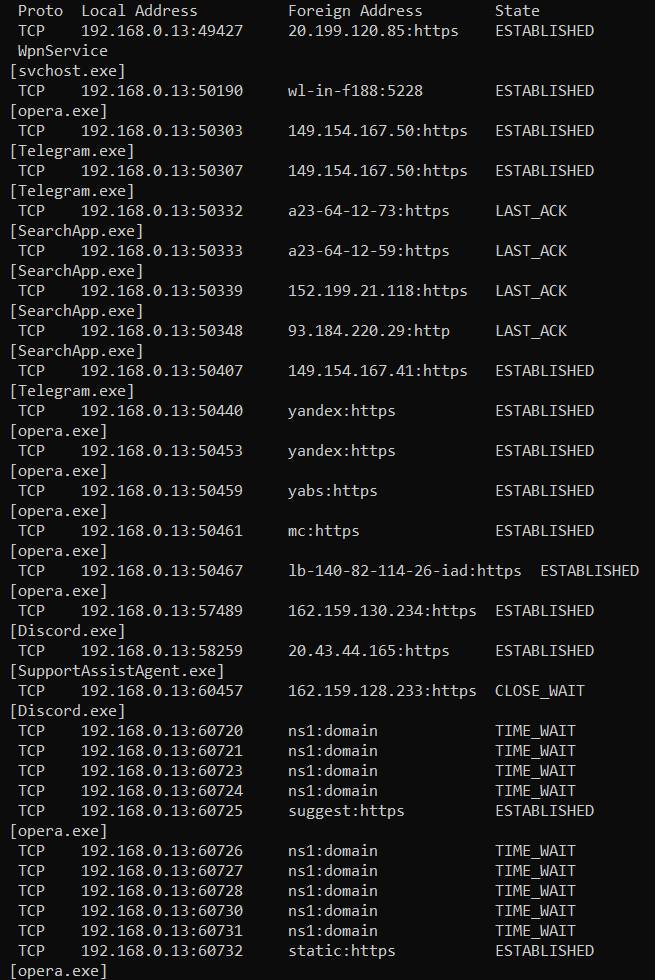 Proto  Local Address          Foreign Address        State
TCP    192.168.0.13:49427     20.199.120.85:https    ESTABLISHED
WpnService
[svchost.exe]
TCP    192.168.0.13:50190     wl-in-f188:5228        ESTABLISHED
[opera.exe]
TCP    192.168.0.13:50303     149.154.167.50:https   ESTABLISHED
[Telegram.exe]
TCP    192.168.0.13:50307     149.154.167.50:https   ESTABLISHED
[Telegram.exe]
TCP    192.168.0.13:50332     a23-64-12-73:https     LAST_ACK
[SearchApp.exe]
TCP    192.168.0.13:50333     a23-64-12-59:https     LAST_ACK
[SearchApp.exe]
TCP    192.168.0.13:50339     152.199.21.118:https   LAST_ACK
[SearchApp.exe]
TCP    192.168.0.13:50348     93.184.220.29:http     LAST_ACK
[SearchApp.exe]
TCP    192.168.0.13:50407     149.154.167.41:https   ESTABLISHED
[Telegram.exe]
TCP    192.168.0.13:50440     yandex:https           ESTABLISHED
[opera.exe]
TCP    192.168.0.13:50453     yandex:https           ESTABLISHED
[opera.exe]
TCP    192.168.0.13:50459     yabs:https             ESTABLISHED
[opera.exe]
TCP    192.168.0.13:50461     mc:https               ESTABLISHED
[opera.exe]
TCP    192.168.0.13:50467     lb-140-82-114-26-iad:https  ESTABLISHED
[opera.exe]
TCP    192.168.0.13:57489     162.159.130.234:https  ESTABLISHED
[Discord.exe]
TCP    192.168.0.13:58259     20.43.44.165:https     ESTABLISHED
[SupportAssistAgent.exe]
TCP    192.168.0.13:60457     162.159.128.233:https  CLOSE_WAIT
[Discord.exe]
TCP    192.168.0.13:60720     ns1:domain             TIME_WAIT
TCP    192.168.0.13:60721     ns1:domain             TIME_WAIT
TCP    192.168.0.13:60723     ns1:domain             TIME_WAIT
TCP    192.168.0.13:60724     ns1:domain             TIME_WAIT
TCP    192.168.0.13:60725     suggest:https          ESTABLISHED
[opera.exe]
TCP    192.168.0.13:60726     ns1:domain             TIME_WAIT
TCP    192.168.0.13:60727     ns1:domain             TIME_WAIT
TCP    192.168.0.13:60728     ns1:domain             TIME_WAIT
TCP    192.168.0.13:60730     ns1:domain             TIME_WAIT
TCP    192.168.0.13:60731     ns1:domain             TIME_WAIT
TCP    192.168.0.13:60732     static:https           ESTABLISHED
[opera.exe]